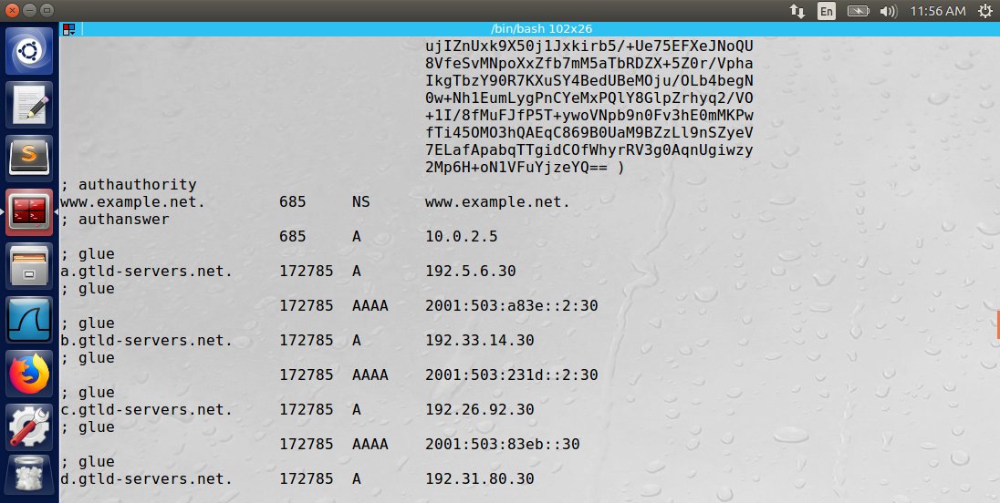 En
11:56 AM
/bin/bash 102x26
ujIZnUxk9X50j1Jxkirb5/+Ue75EFXeJNoQU
8VfeSvMNpoXxZfb7mM5aTbRDZX+5Z0r/Vpha
IkgTbzY90R7KXuSY4BedUBeMOju/OLb4begN
0w+Nh1EumLygPnCYeMxPQlY8GlpZrhyq2/VO
+1I/8fMuFJfP5T+ywoVNpb9n0Fv3hE0mMKPw
fTi45OMO3hQAEqC869B0UaM9BZzLl9nSZyeV
7ELafApabqTTgidCOfWhyrRV3g0AqnUgiwzy
2Mp6H+oN1VFuYjzeYQ== )
; authauthority
www.example.net. 685 NS www.example.net.
; authanswer
685 A 10.0.2.5
; glue
a.gtld-servers.net. 172785 A 192.5.6.30
; glue
172785 AAAA 2001:503:a83e::2:30
; glue
b.gtld-servers.net. 172785 A 192.33.14.30
; glue
172785 AAAA 2001:503:231d::2:30
; glue
c.gtld-servers.net. 172785 A 192.26.92.30
; glue
172785 AAAA 2001:503:83eb::30
; glue
d.gtld-servers.net. 172785 A 192.31.80.30